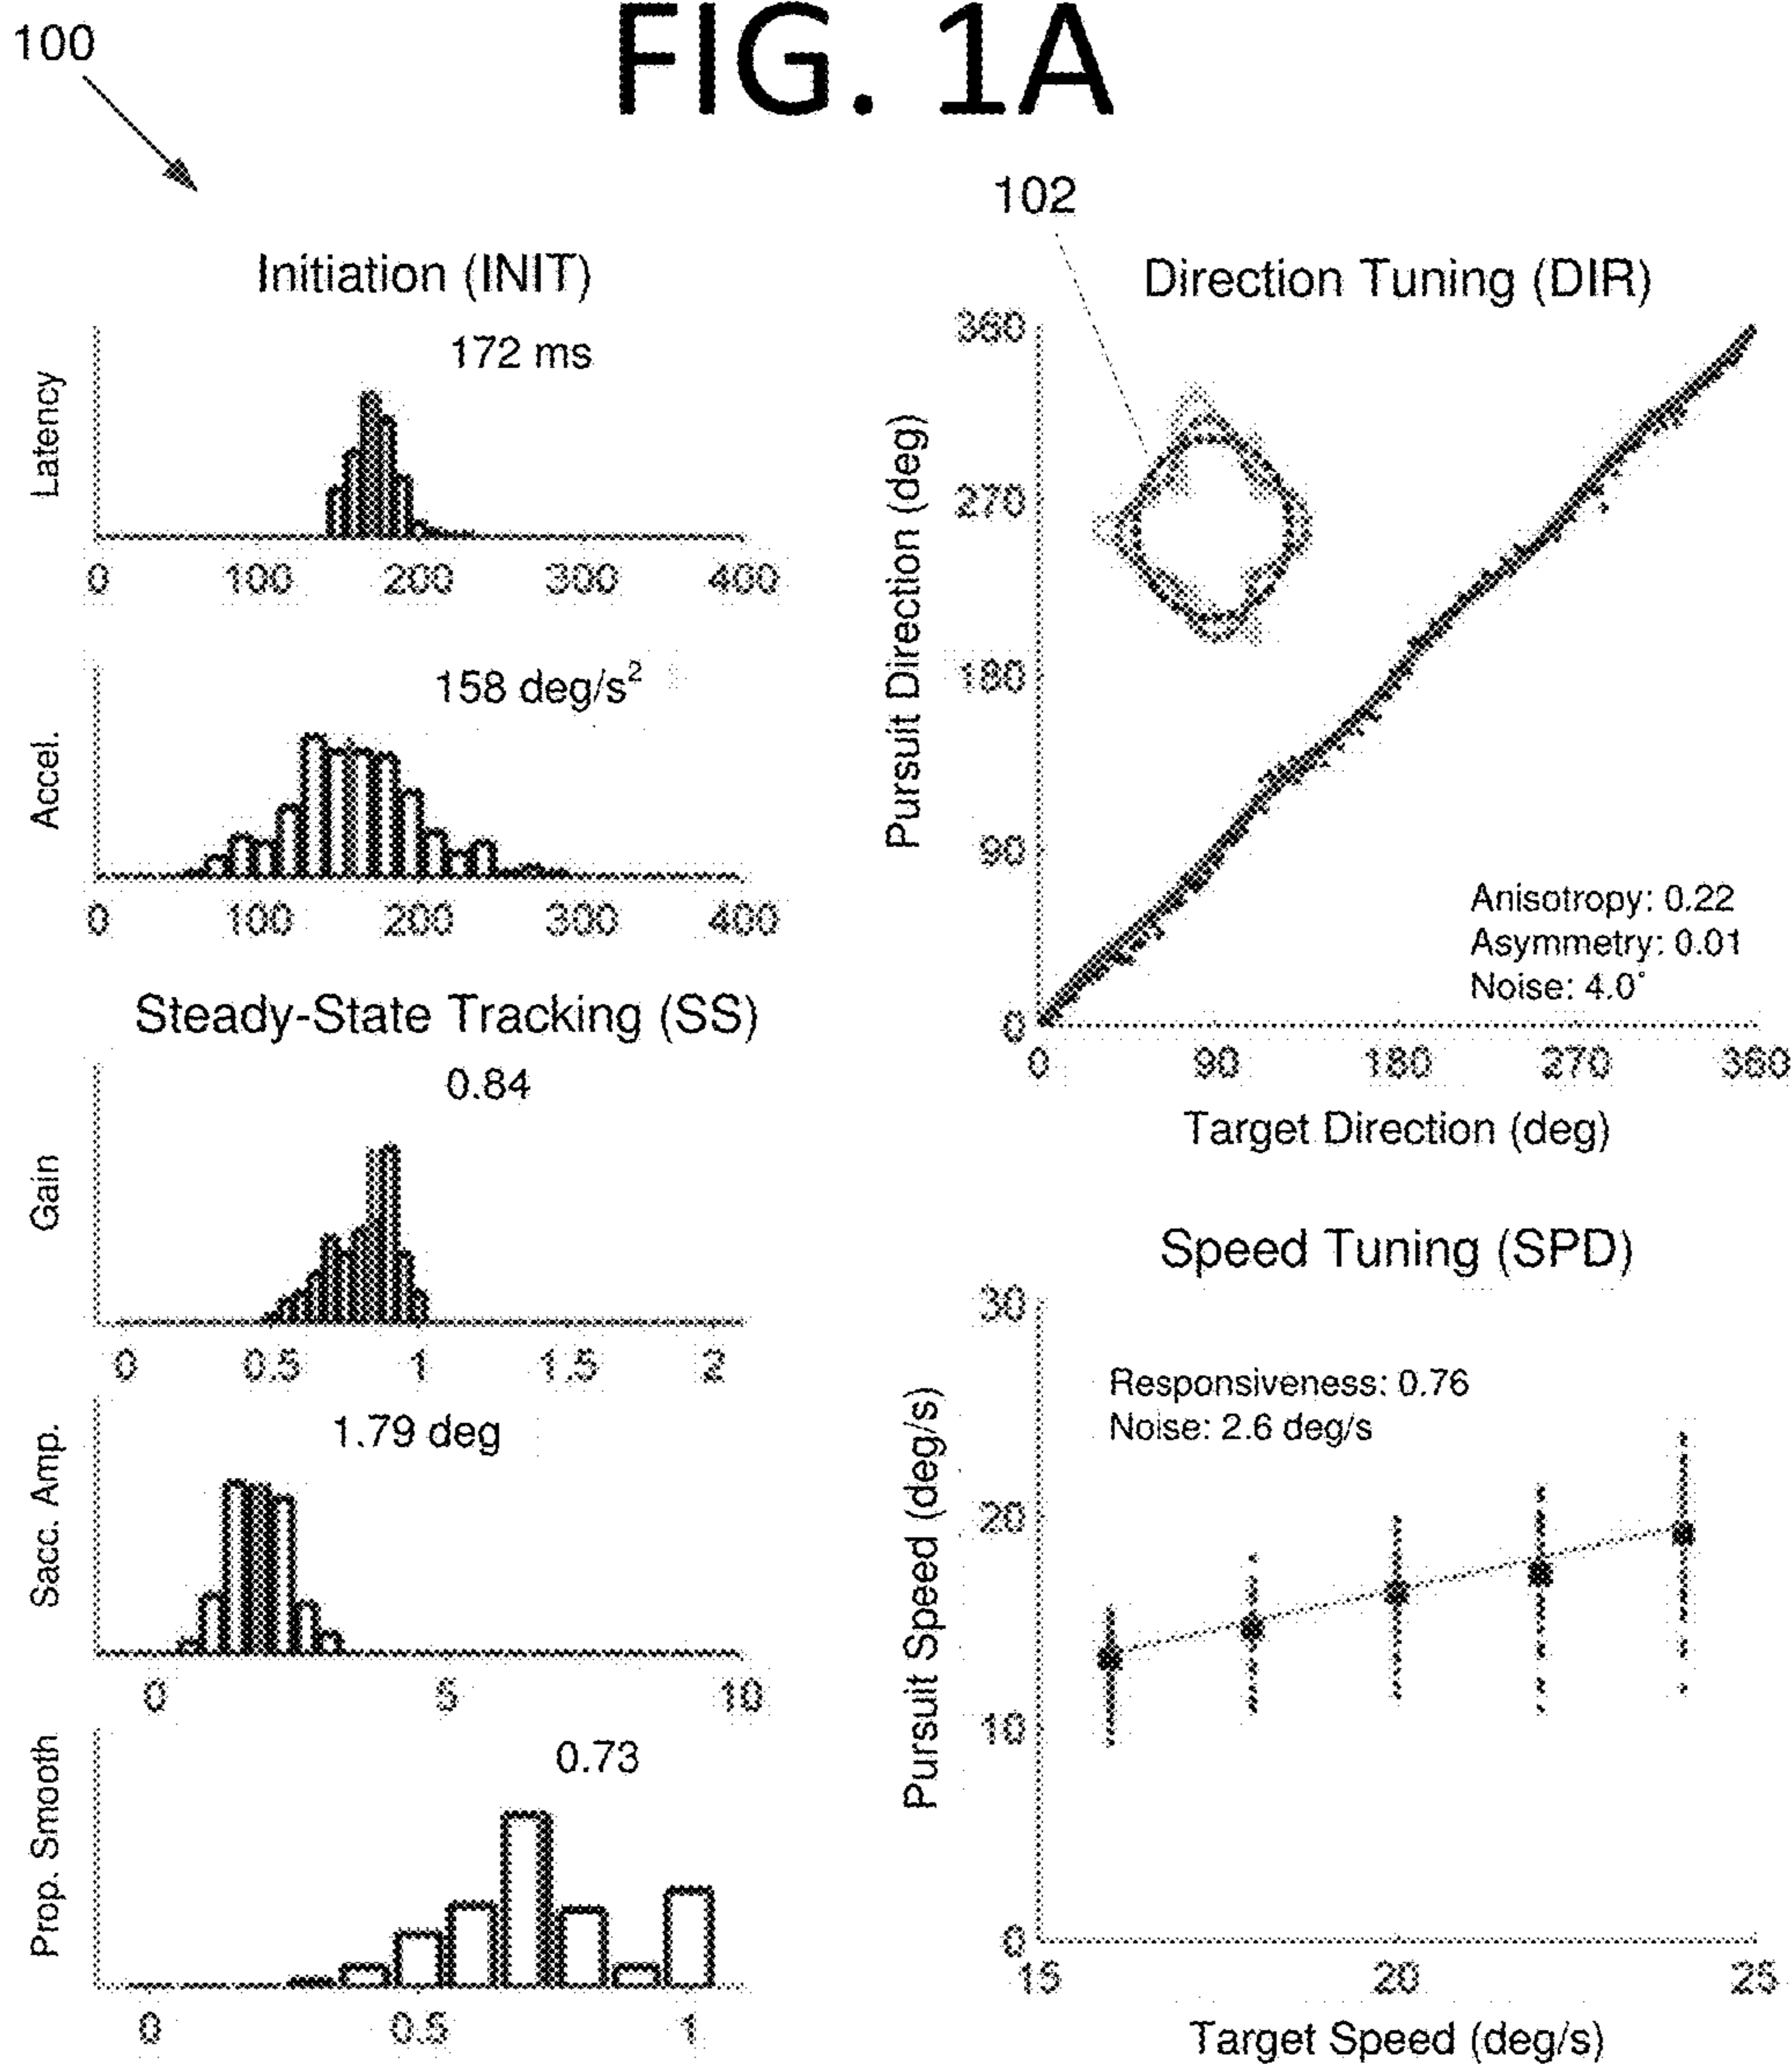 FIG. 1A
100
102
Initiation (INIT)
172 ms
Latency
0 100 200 300 400
158 deg/s²
Accel.
0 100 200 300 400
Steady-State Tracking (SS)
0.84
Gain
0 0.5 1 1.5 2
1.79 deg
Sacc. Amp.
0 5 10
0.73
Prop. Smooth
0 0.5 1
Direction Tuning (DIR)
360
270
180
90
0
Pursuit Direction (deg)
Anisotropy: 0.22
Asymmetry: 0.01
Noise: 4.0°
0 90 180 270 360
Target Direction (deg)
Speed Tuning (SPD)
30
20
10
0
Pursuit Speed (deg/s)
Responsiveness: 0.76
Noise: 2.6 deg/s
15 20 25
Target Speed (deg/s)